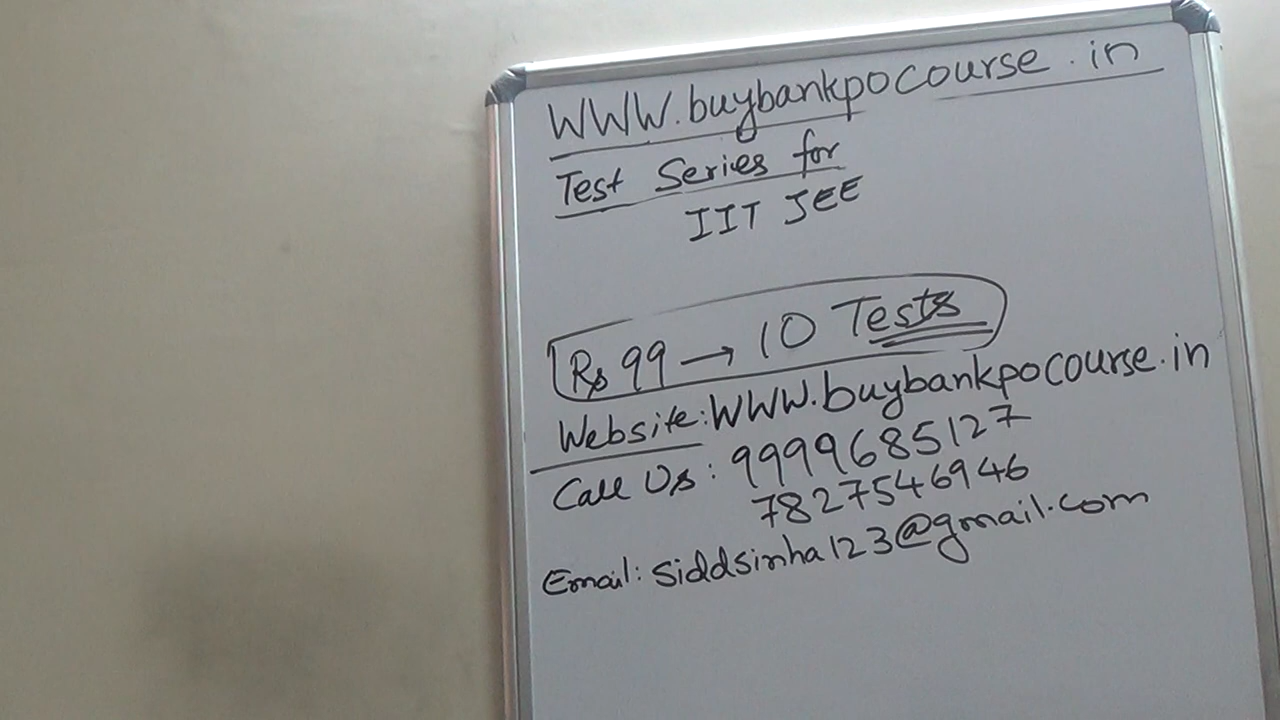 WWW.buybankpocourse.in
Test Series for
IIT JEE
Rs 99 → 10 Tests
Website: WWW.buybankpocourse.in
Call Us: 9999685127
7827546946
Email: siddsinha123@gmail.com